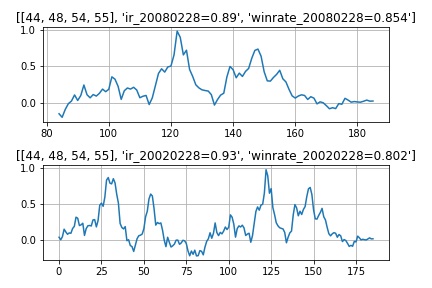 [[44, 48, 54, 55], 'ir_20080228=0.89', 'winrate_20080228=0.854']
1.0
0.5
0.0
80 100 120 140 160 180
[[44, 48, 54, 55], 'ir_20020228=0.93', 'winrate_20020228=0.802']
1.0
0.5
0.0
0 25 50 75 100 125 150 175